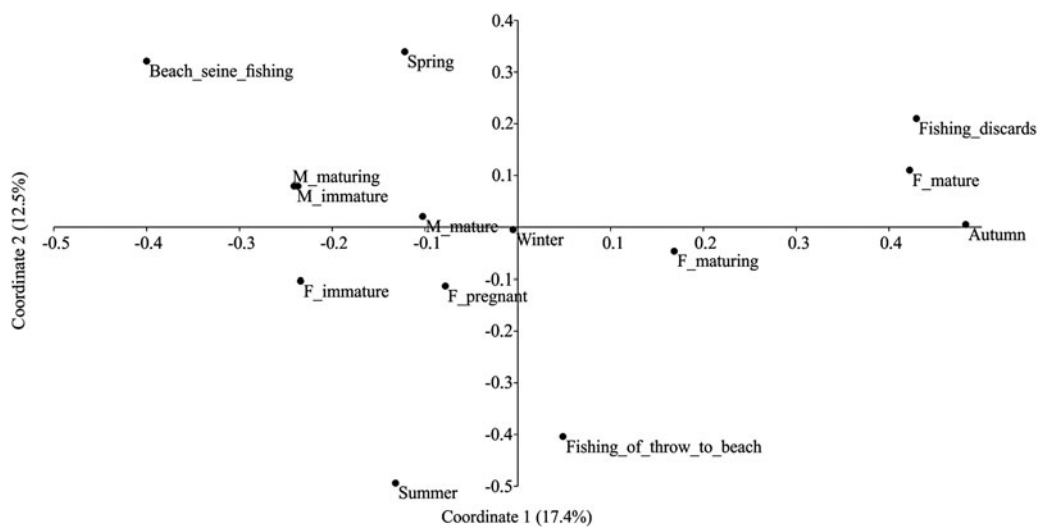 0.4
Spring
Beach_seine_fishing
0.3
0.2
Fishing_discards
F_mature
0.1
M_maturing
M_immature
M_mature
Winter
Autumn
-0.5
-0.4
-0.3
-0.2
-0.1
0.1
0.2
0.3
0.4
F_maturing
-0.1
F_immature
F_pregnant
-0.2
-0.3
-0.4
Fishing_of_throw_to_beach
-0.5
Summer
Coordinate 1 (17.4%)
Coordinate 2 (12.5%)